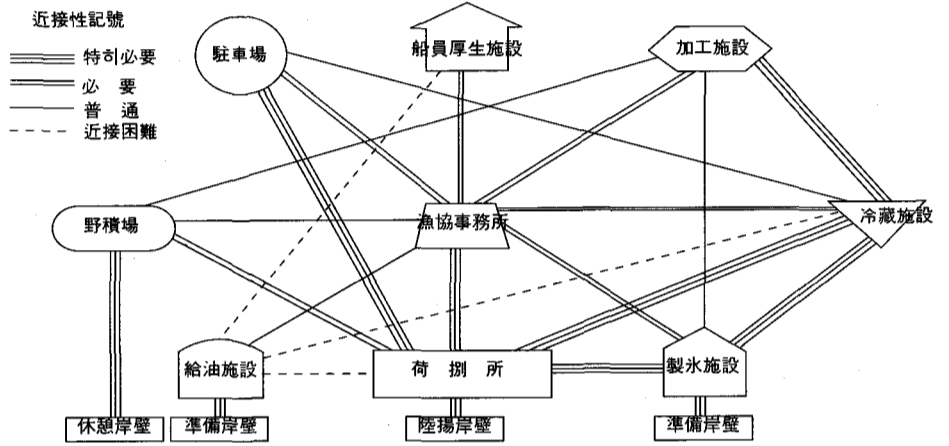 近接性記號
特히必要
必 要
普 通
近接困難
駐車場
船員厚生施設
加工施設
野積場
漁協事務所
冷藏施設
給油施設
荷 捌 所
製氷施設
休憩岸壁
準備岸壁
陸揚岸壁
準備岸壁